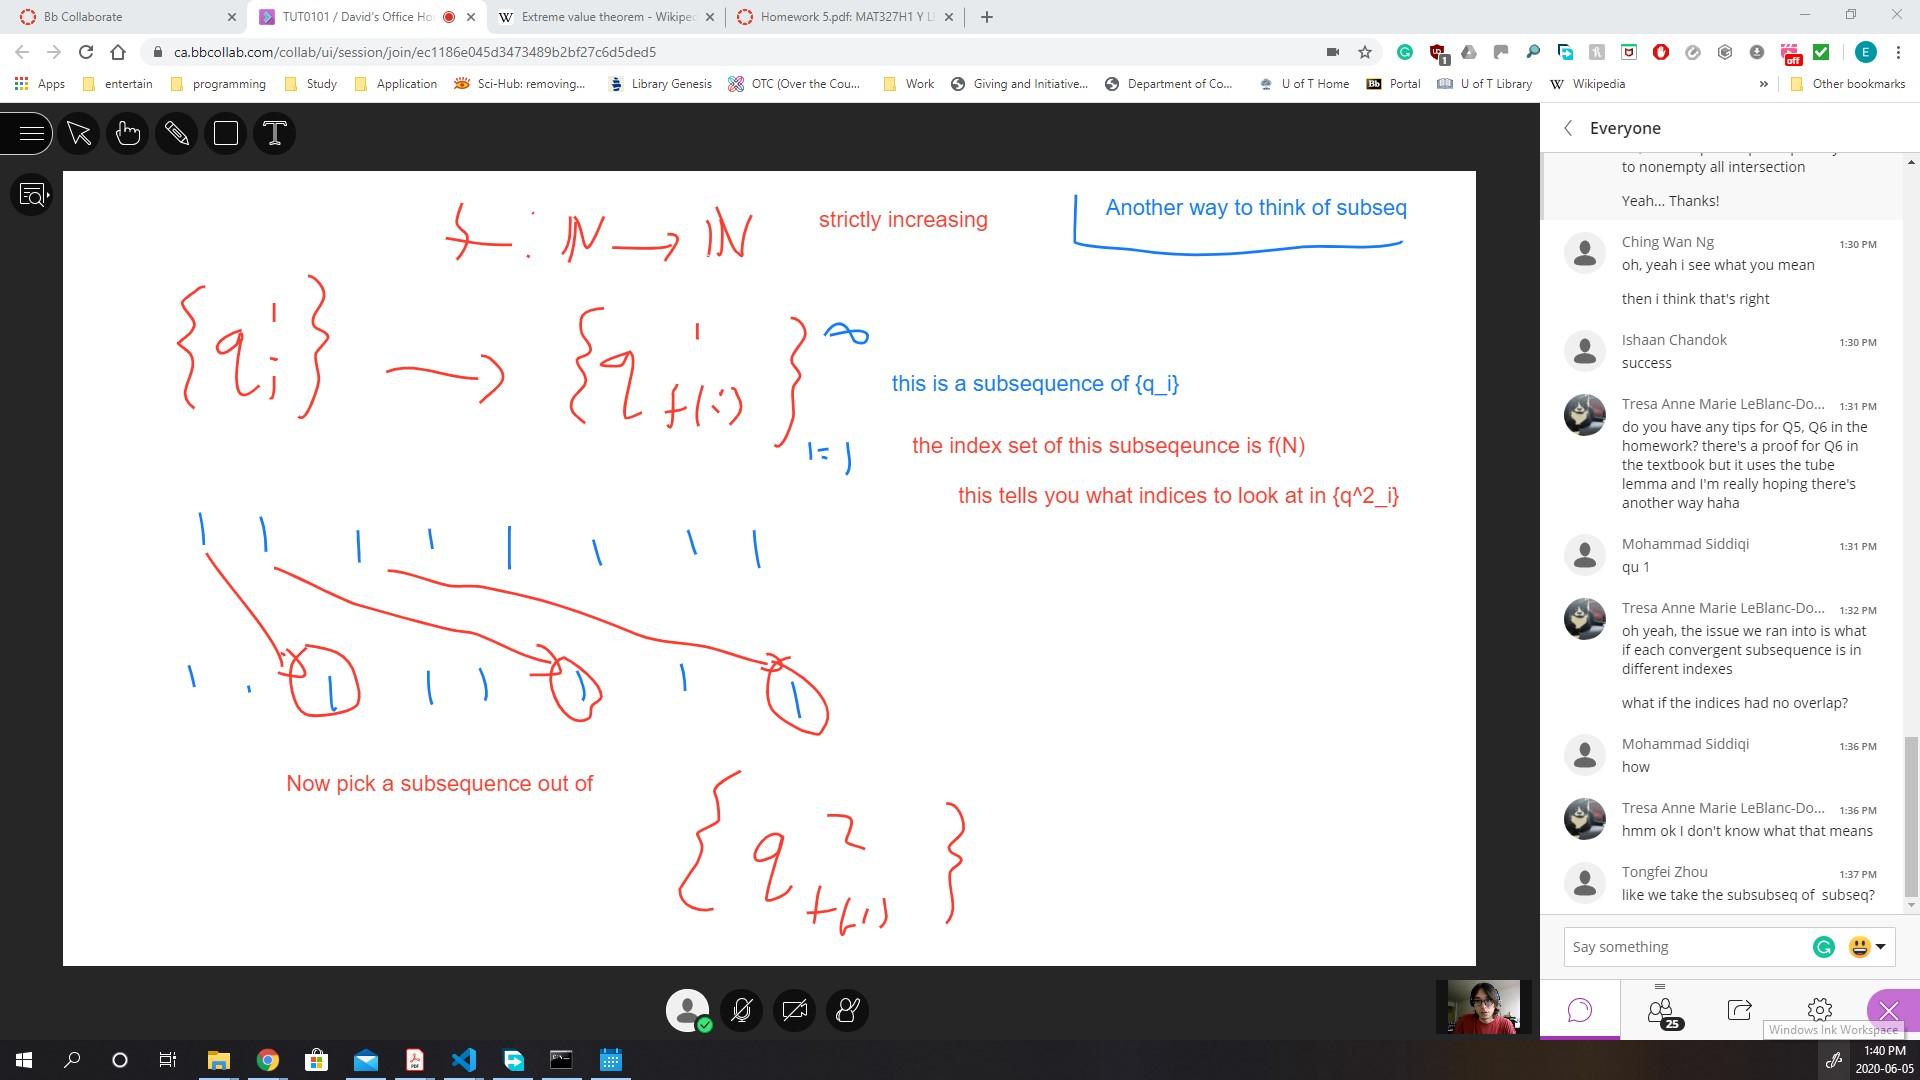 Bb Collaborate
TUT0101 / David's Office Ho
Extreme value theorem - Wikipe
Homework 5.pdf: MAT327H1 Y L
ca.bbcollab.com/collab/ui/session/join/ec1186e045d3473489b2bf27c6d5ded5
1
off
E
Apps
entertain
programming
Study
Application
Sci-Hub: removing...
Library Genesis
OTC (Over the Cou...
Work
Giving and Initiative...
Department of Co...
U of T Home
Bb Portal
U of T Library
W Wikipedia
»
Other bookmarks
T
f : ℕ → ℕ
strictly increasing
Another way to think of subseq
{q^1_i} → {q^1_f(i)}^∞_i=1
this is a subsequence of {q_i}
the index set of this subseqeunce is f(N)
this tells you what indices to look at in {q^2_i}
Now pick a subsequence out of
{q^2_f(i)}
Everyone
to nonempty all intersection
Yeah... Thanks!
Ching Wan Ng 1:30 PM
oh, yeah i see what you mean
then i think that's right
Ishaan Chandok 1:30 PM
success
Tresa Anne Marie LeBlanc-Do... 1:31 PM
do you have any tips for Q5, Q6 in the
homework? there's a proof for Q6 in
the textbook but it uses the tube
lemma and I'm really hoping there's
another way haha
Mohammad Siddiqi 1:31 PM
qu 1
Tresa Anne Marie LeBlanc-Do... 1:32 PM
oh yeah, the issue we ran into is what
if each convergent subsequence is in
different indexes
what if the indices had no overlap?
Mohammad Siddiqi 1:36 PM
how
Tresa Anne Marie LeBlanc-Do... 1:36 PM
hmm ok I don't know what that means
Tongfei Zhou 1:37 PM
like we take the subsubseq of subseq?
Say something
25
Windows Ink Workspace
1:40 PM
2020-06-05